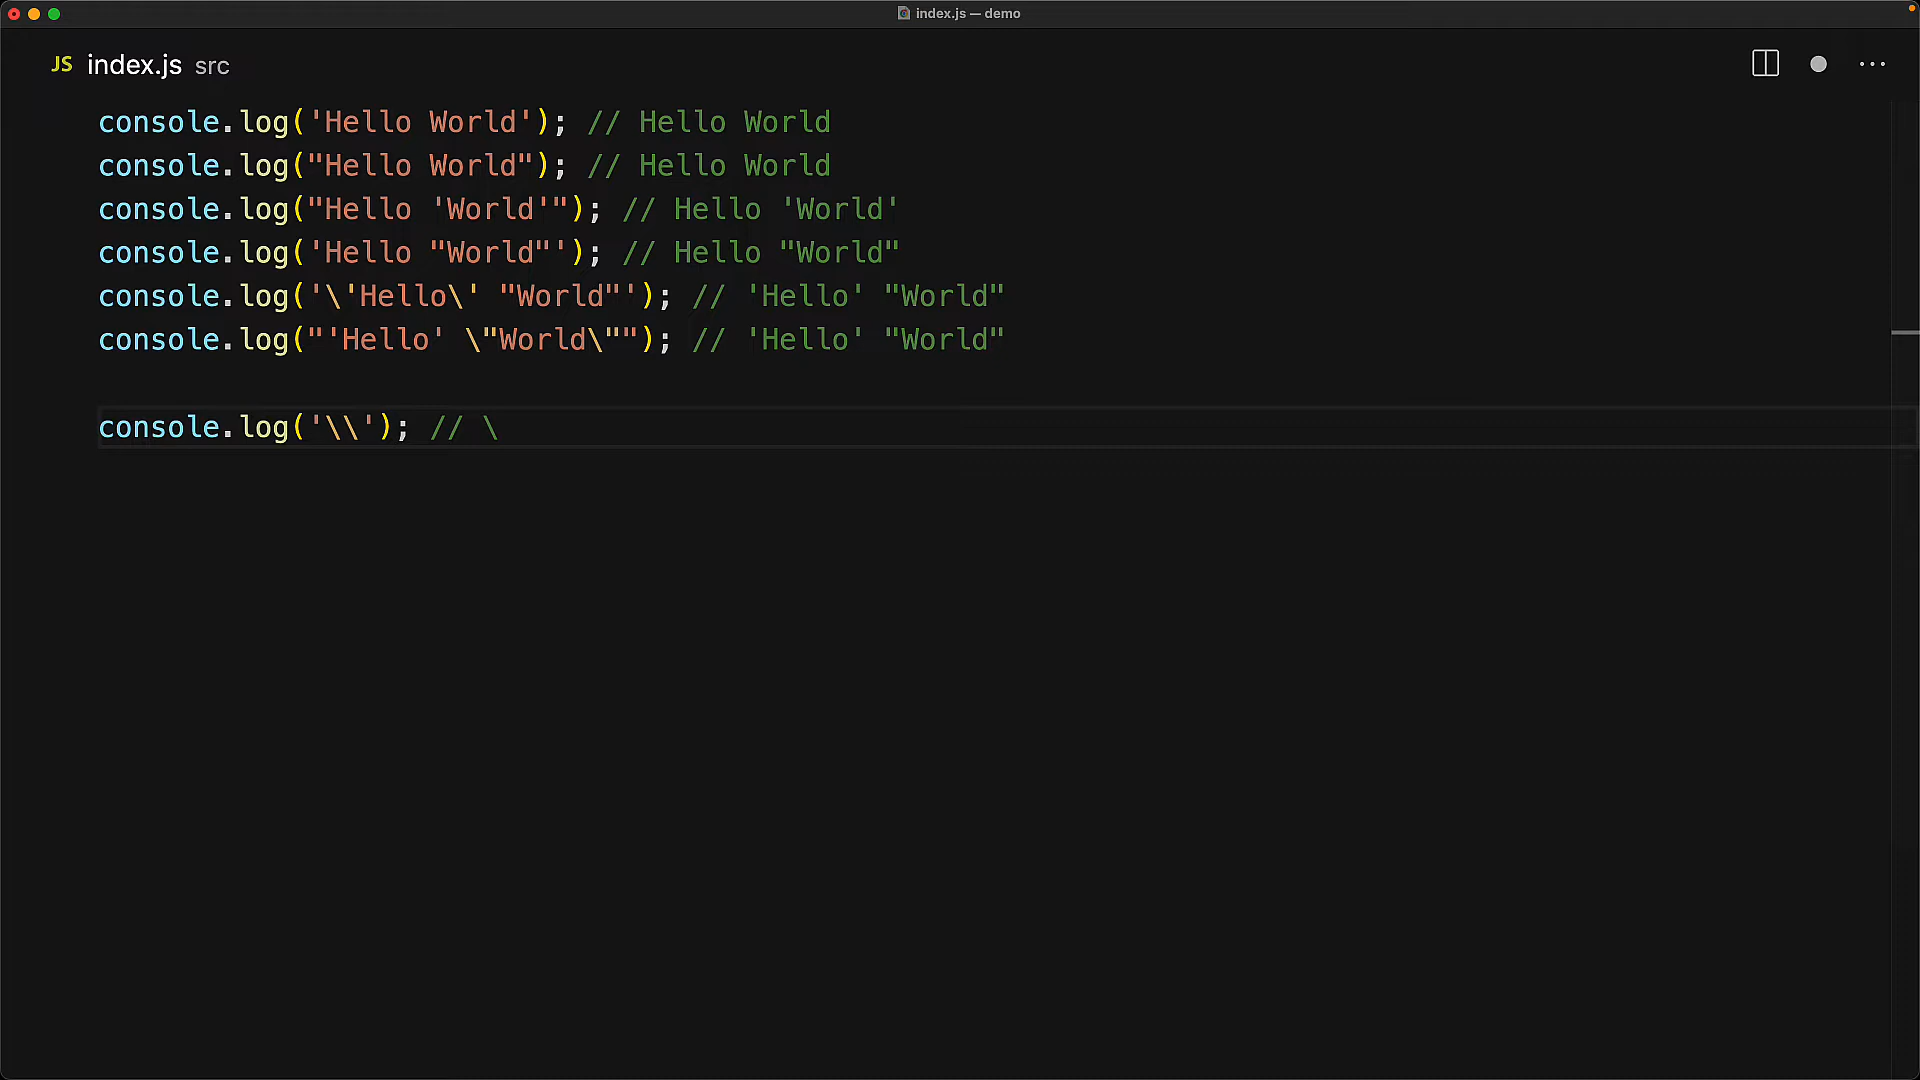 index.js — demo
JS index.js src
console.log('Hello World'); // Hello World
console.log("Hello World"); // Hello World
console.log("Hello 'World'"); // Hello 'World'
console.log('Hello "World"'); // Hello "World"
console.log('\'Hello\' "World"'); // 'Hello' "World"
console.log("'Hello' \"World\""); // 'Hello' "World"
console.log('\\'); // \